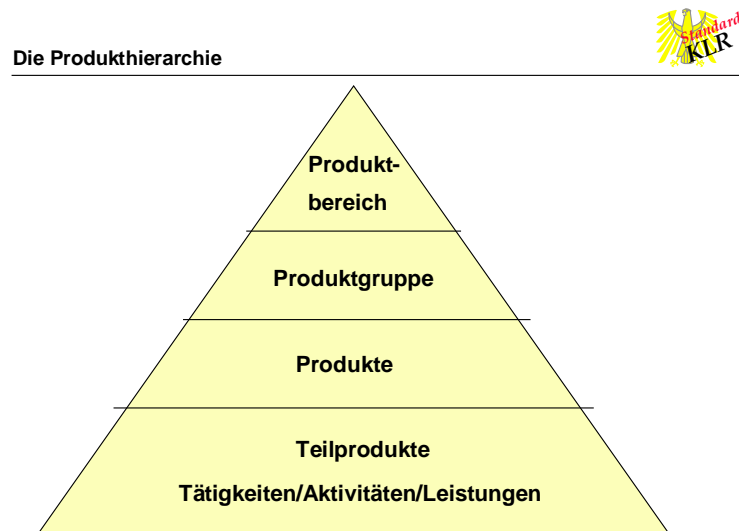 Die Produkthierarchie
Standard
KLR
Produkt-
bereich
Produktgruppe
Produkte
Teilprodukte
Tätigkeiten/Aktivitäten/Leistungen